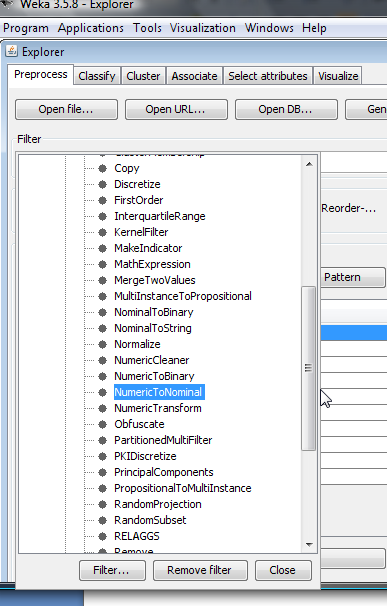 Weka 3.5.8 - Explorer
Program Applications Tools Visualization Windows Help
Explorer
Preprocess Classify Cluster Associate Select attributes Visualize
Open file... Open URL... Open DB... Gen
Filter
Copy
Discretize
FirstOrder
InterquartileRange
Reorder-...
KernelFilter
MakeIndicator
MathExpression
Pattern
MergeTwoValues
MultiInstanceToPropositional
NominalToBinary
NominalToString
Normalize
NumericCleaner
NumericToBinary
NumericToNominal
NumericTransform
Obfuscate
PartitionedMultiFilter
PKIDiscretize
PrincipalComponents
PropositionalToMultiInstance
RandomProjection
RandomSubset
RELAGGS
Remove
Filter... Remove filter Close